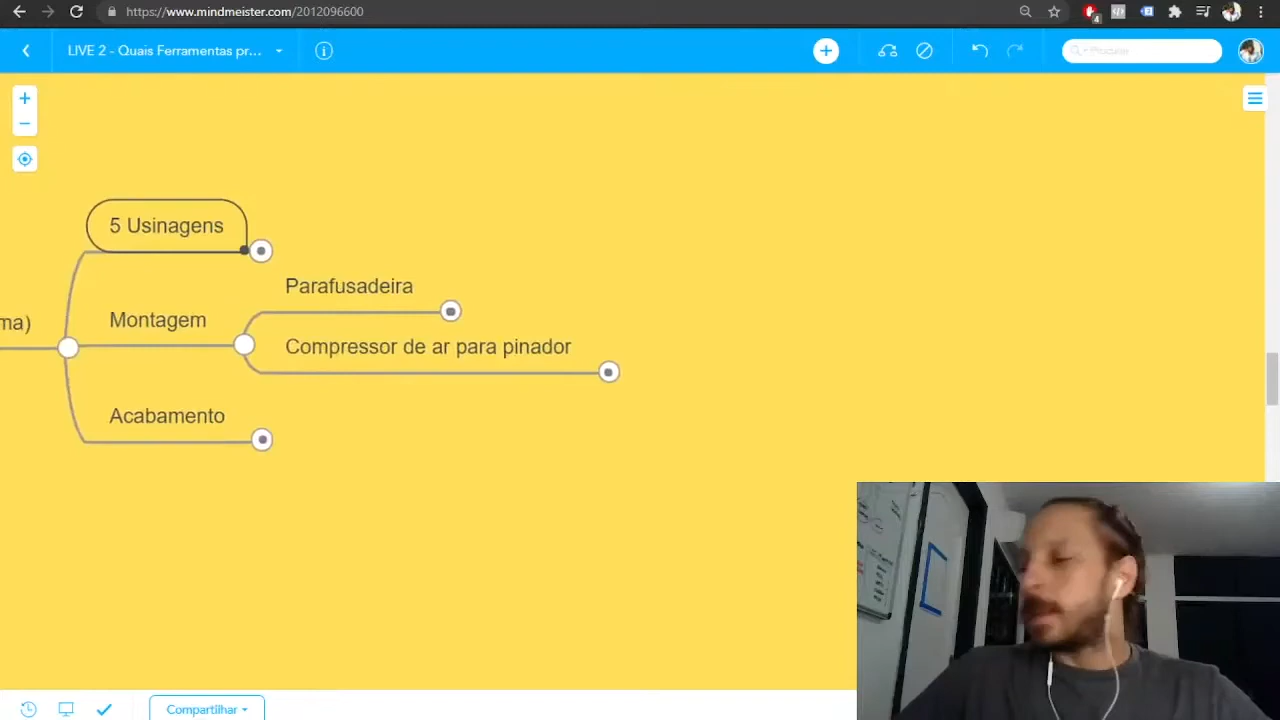 https://www.mindmeister.com/2012096600
4
LIVE 2 - Quais Ferramentas pr...
5 Usinagens
Parafusadeira
ma)
Montagem
Compressor de ar para pinador
Acabamento
Compartilhar